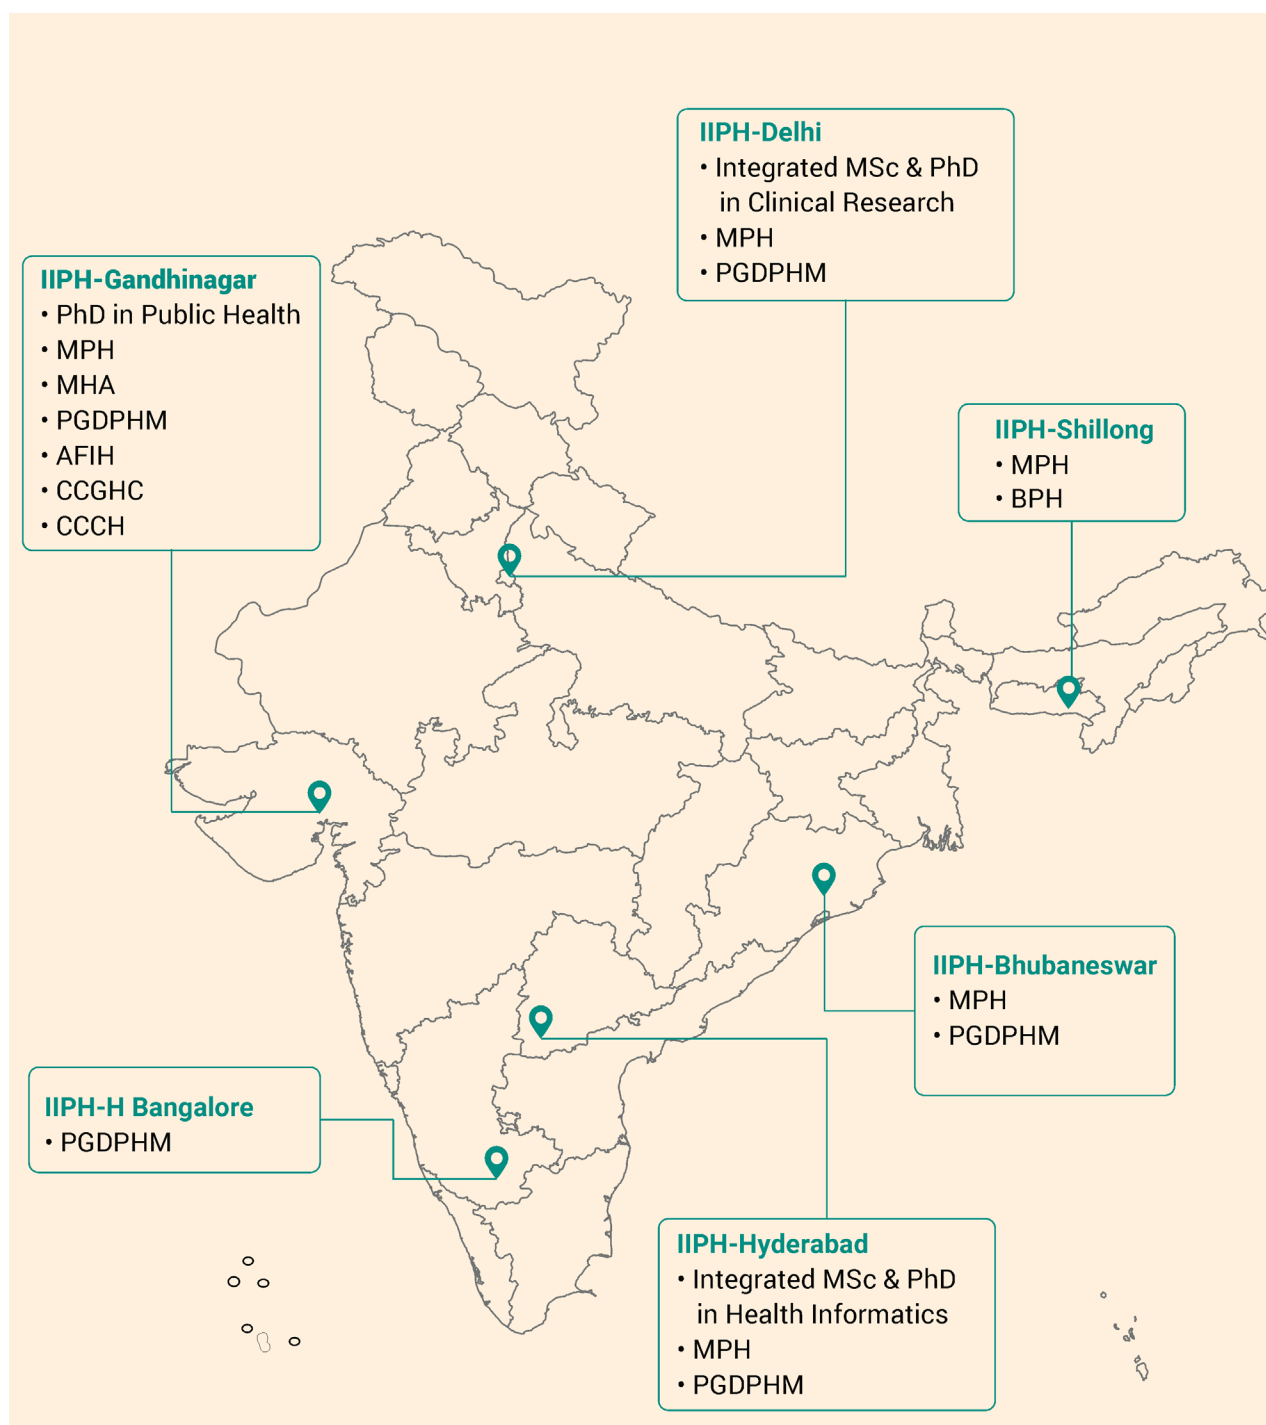 IIPH-Delhi
• Integrated MSc & PhD
in Clinical Research
• MPH
• PGDPHM
IIPH-Gandhinagar
• PhD in Public Health
• MPH
• MHA
• PGDPHM
• AFIH
• CCGHC
• CCCH
IIPH-Shillong
• MPH
• BPH
IIPH-Bhubaneswar
• MPH
• PGDPHM
IIPH-H Bangalore
• PGDPHM
IIPH-Hyderabad
• Integrated MSc & PhD
in Health Informatics
• MPH
• PGDPHM